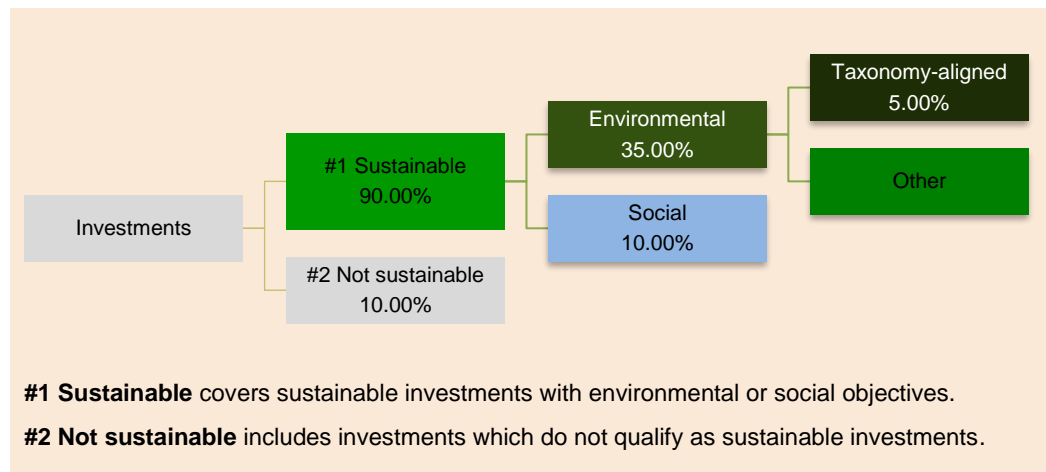 Taxonomy-aligned
5.00%
Environmental
35.00%
#1 Sustainable
90.00%
Other
Social
10.00%
Investments
#2 Not sustainable
10.00%
#1 Sustainable covers sustainable investments with environmental or social objectives.
#2 Not sustainable includes investments which do not qualify as sustainable investments.